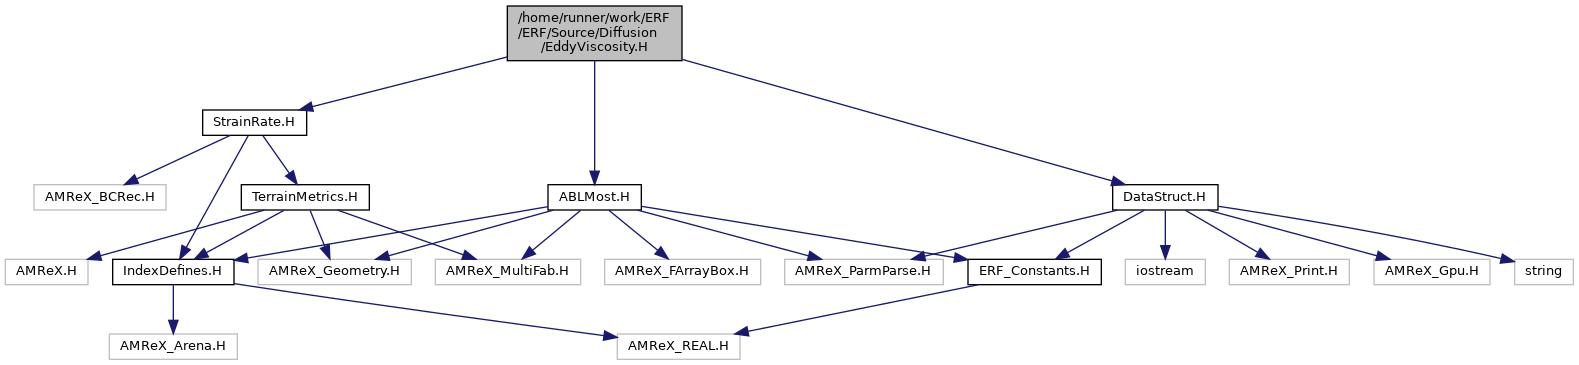 /home/runner/work/ERF
/ERF/Source/Diffusion
/EddyViscosity.H
StrainRate.H
AMReX_BCRec.H
TerrainMetrics.H
ABLMost.H
DataStruct.H
AMReX.H
IndexDefines.H
AMReX_Geometry.H
AMReX_MultiFab.H
AMReX_FArrayBox.H
AMReX_ParmParse.H
ERF_Constants.H
iostream
AMReX_Print.H
AMReX_Gpu.H
string
AMReX_Arena.H
AMReX_REAL.H